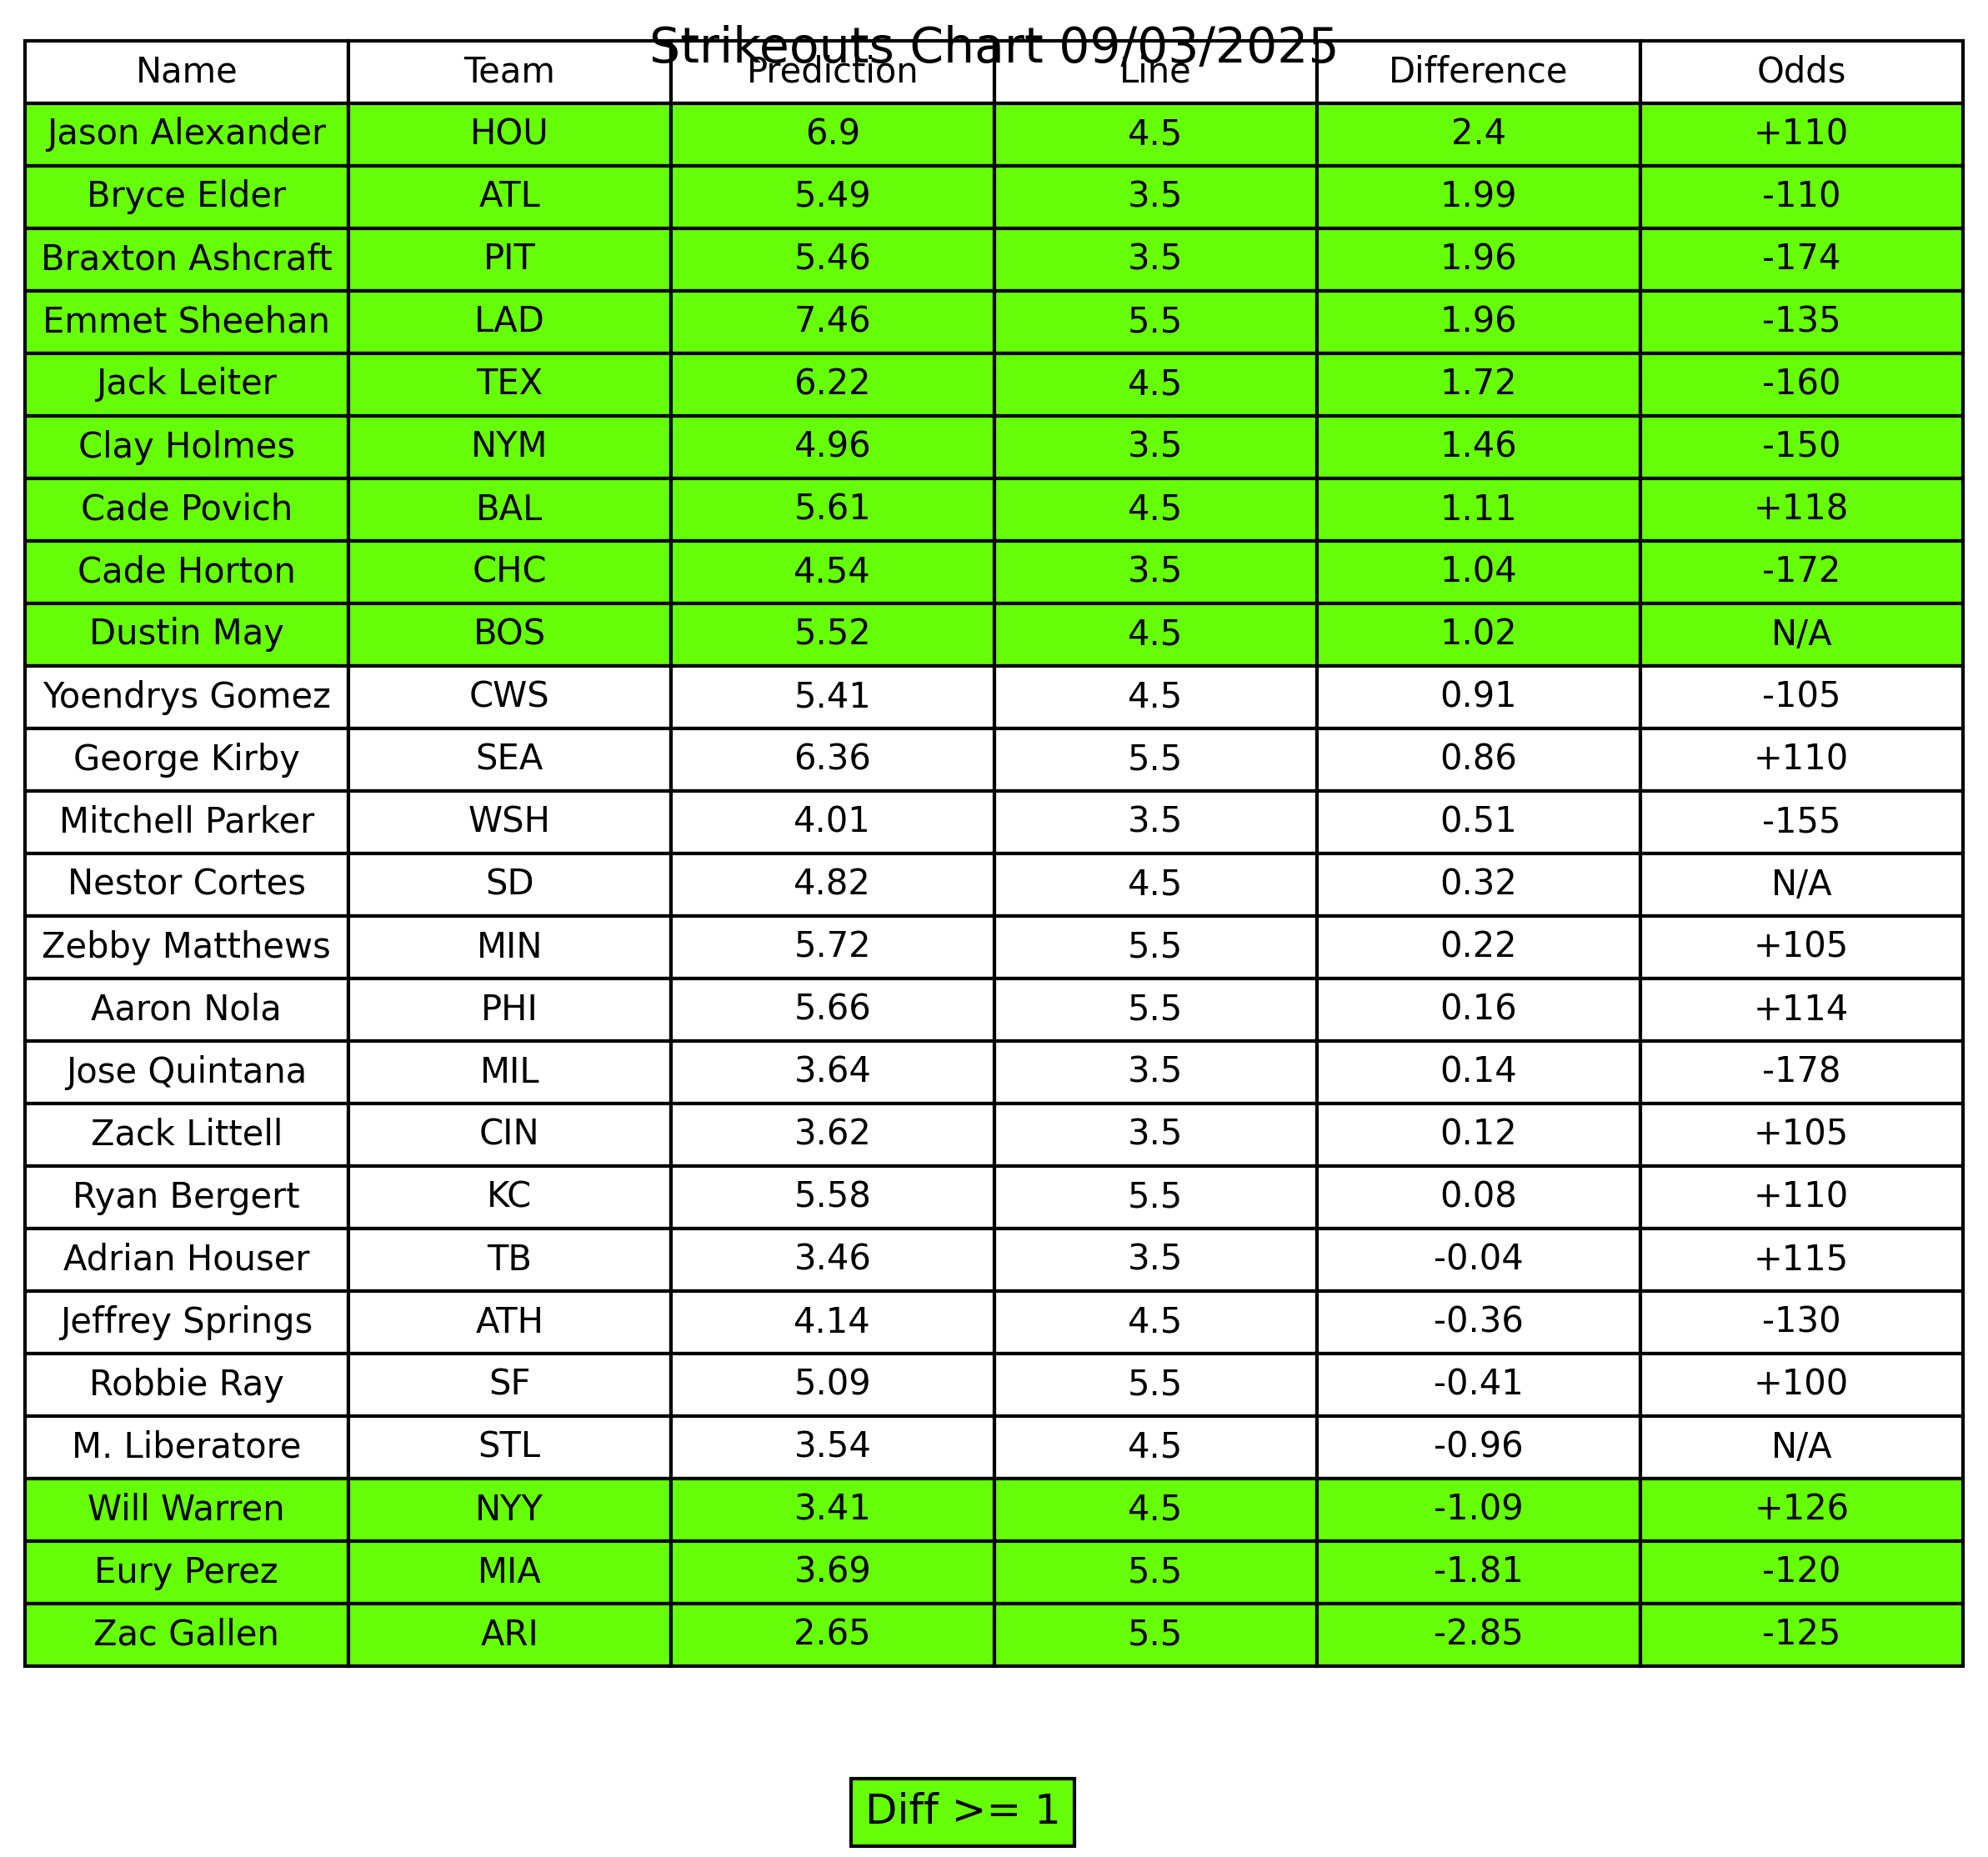 Strikeouts Chart 09/03/2025
Name Team Prediction Line Difference Odds
Jason Alexander HOU 6.9 4.5 2.4 +110
Bryce Elder ATL 5.49 3.5 1.99 -110
Braxton Ashcraft PIT 5.46 3.5 1.96 -174
Emmet Sheehan LAD 7.46 5.5 1.96 -135
Jack Leiter TEX 6.22 4.5 1.72 -160
Clay Holmes NYM 4.96 3.5 1.46 -150
Cade Povich BAL 5.61 4.5 1.11 +118
Cade Horton CHC 4.54 3.5 1.04 -172
Dustin May BOS 5.52 4.5 1.02 N/A
Yoendrys Gomez CWS 5.41 4.5 0.91 -105
George Kirby SEA 6.36 5.5 0.86 +110
Mitchell Parker WSH 4.01 3.5 0.51 -155
Nestor Cortes SD 4.82 4.5 0.32 N/A
Zebby Matthews MIN 5.72 5.5 0.22 +105
Aaron Nola PHI 5.66 5.5 0.16 +114
Jose Quintana MIL 3.64 3.5 0.14 -178
Zack Littell CIN 3.62 3.5 0.12 +105
Ryan Bergert KC 5.58 5.5 0.08 +110
Adrian Houser TB 3.46 3.5 -0.04 +115
Jeffrey Springs ATH 4.14 4.5 -0.36 -130
Robbie Ray SF 5.09 5.5 -0.41 +100
M. Liberatore STL 3.54 4.5 -0.96 N/A
Will Warren NYY 3.41 4.5 -1.09 +126
Eury Perez MIA 3.69 5.5 -1.81 -120
Zac Gallen ARI 2.65 5.5 -2.85 -125
Diff >= 1